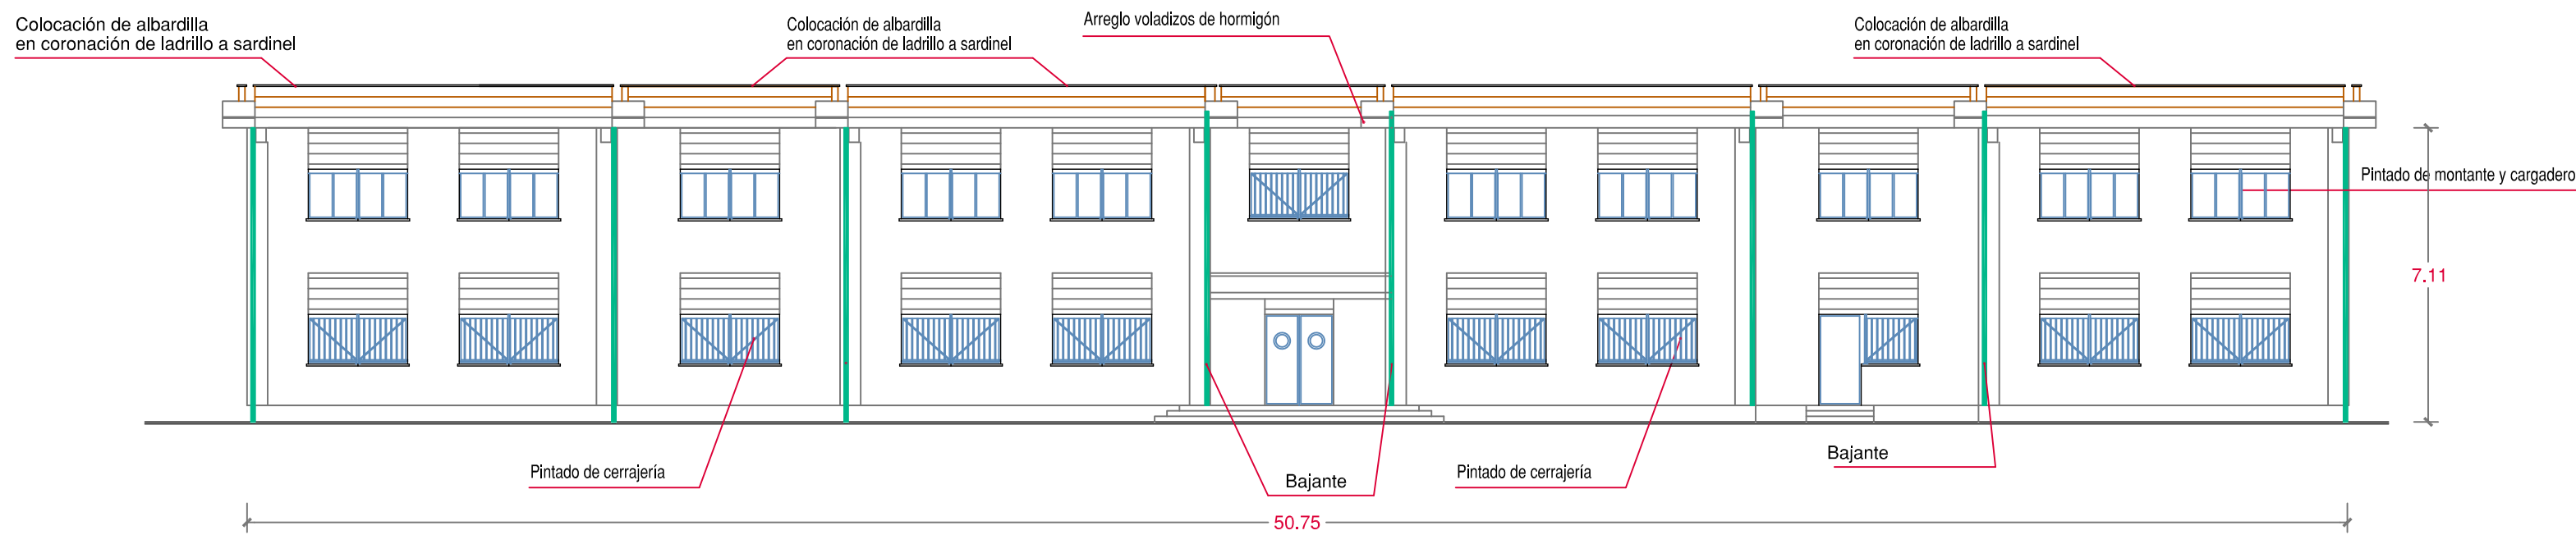 Colocación de albardilla
en coronación de ladrillo a sardinel
Colocación de albardilla
en coronación de ladrillo a sardinel
Arreglo voladizos de hormigón
Colocación de albardilla
en coronación de ladrillo a sardinel
Pintado de montante y cargadero
7.11
Pintado de cerrajería
Bajante
Pintado de cerrajería
Bajante
50.75